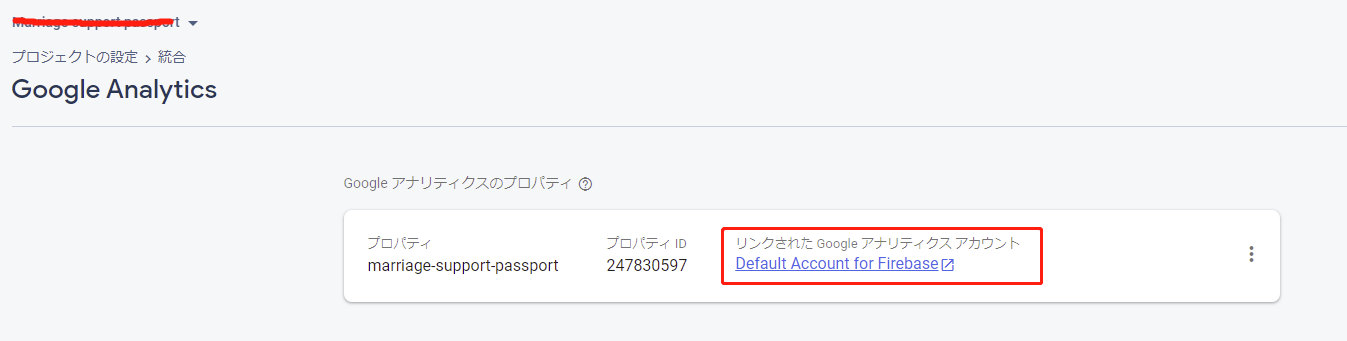 Marriage-support-passport
プロジェクトの設定 > 統合
Google Analytics
Google アナリティクスのプロパティ
プロパティ
marriage-support-passport
プロパティ ID
247830597
リンクされた Google アナリティクス アカウント
Default Account for Firebase